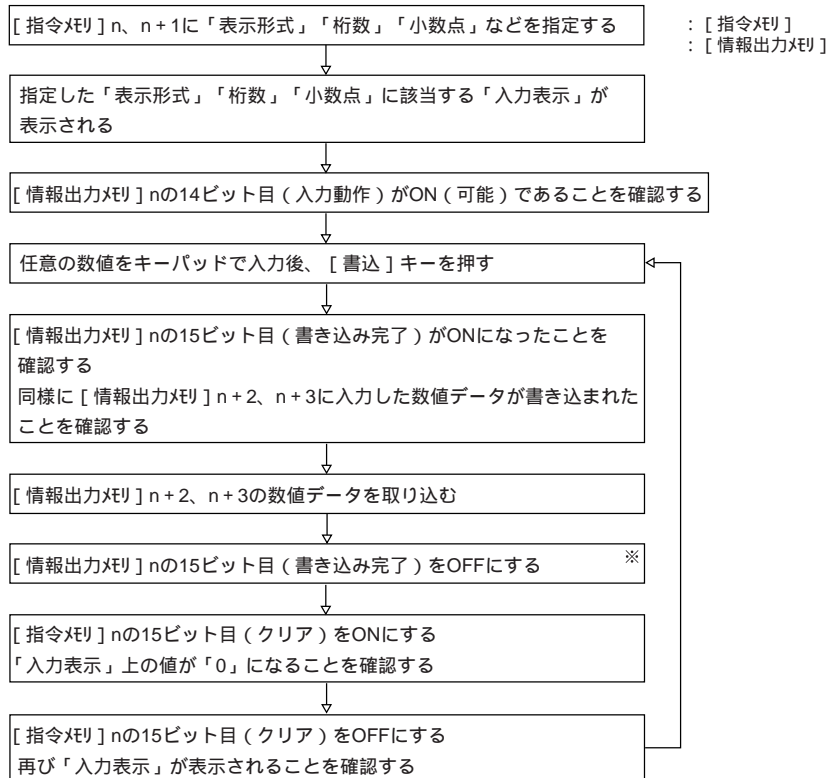 [ 指令ﾒﾓﾘ ] n、n + 1に「表示形式」「桁数」「小数点」などを指定する
: [ 指令ﾒﾓﾘ ]
: [ 情報出力ﾒﾓﾘ ]
指定した「表示形式」「桁数」「小数点」に該当する「入力表示」が
表示される
[ 情報出力ﾒﾓﾘ ] nの14ビット目 ( 入力動作 ) がON ( 可能 ) であることを確認する
任意の数値をキーパッドで入力後、 [ 書込 ] キーを押す
[ 情報出力ﾒﾓﾘ ] nの15ビット目 ( 書き込み完了 ) がONになったことを
確認する
同様に [ 情報出力ﾒﾓﾘ ] n + 2、n + 3に入力した数値データが書き込まれた
ことを確認する
[ 情報出力ﾒﾓﾘ ] n + 2、n + 3の数値データを取り込む
[ 情報出力ﾒﾓﾘ ] nの15ビット目 ( 書き込み完了 ) をOFFにする ※
[ 指令ﾒﾓﾘ ] nの15ビット目 ( クリア ) をONにする
「入力表示」上の値が「0」になることを確認する
[ 指令ﾒﾓﾘ ] nの15ビット目 ( クリア ) をOFFにする
再び「入力表示」が表示されることを確認する